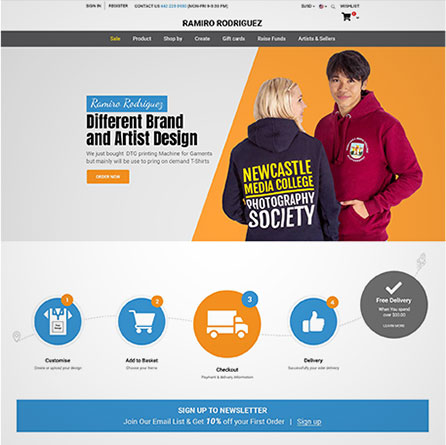 SIGN IN | REGISTER CONTACT US 642 223 8980 (MON-FRI 9-5:30 PM) $USD WISHLIST
RAMIRO RODRIGUEZ
Sale Product Shop by Create Gift cards Raise Funds Artists & Sellers
Ramiro Rodriguez
Different Brand
and Artist Design
We just bought DTG printing Machine for Gamonts
but mainly will be use to pring on demand T-Shirts
ORDER NOW
NEWCASTLE
MEDIA COLLEGE
PHOTOGRAPHY
SOCIETY
1
2
3
4
Customise
Create or upload your design
Add to Basket
Choose your items
Checkout
Payment & delivery information
Delivery
Successfully your side delivery
Free Delivery
When You spend
over $50.00
LEARN MORE
SIGN UP TO NEWSLETTER
Join Our Email List & Get 10% off your First Order | Sign up